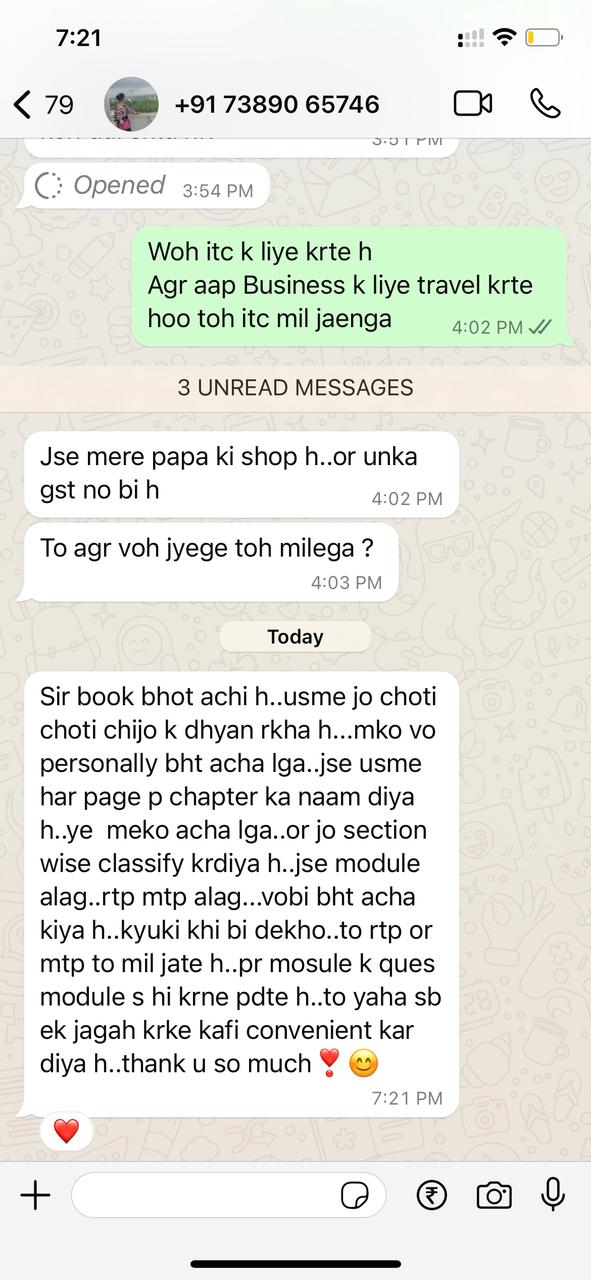 7:21
79
+91 73890 65746
3:51 PM
Opened 3:54 PM
Woh itc k liye krte h
Agr aap Business k liye travel krte
hoo toh itc mil jaenga 4:02 PM
3 UNREAD MESSAGES
Jse mere papa ki shop h..or unka
gst no bi h 4:02 PM
To agr voh jyege toh milega ?
4:03 PM
Today
Sir book bhot achi h..usme jo choti
choti chijo k dhyan rkha h...mko vo
personally bht acha lga..jse usme
har page p chapter ka naam diya
h..ye  meko acha lga..or jo section
wise classify krdiya h..jse module
alag..rtp mtp alag...vobi bht acha
kiya h..kyuki khi bi dekho..to rtp or
mtp to mil jate h..pr mosule k ques
module s hi krne pdte h..to yaha sb
ek jagah krke kafi convenient kar
diya h..thank u so much❣️😊
7:21 PM
❤️